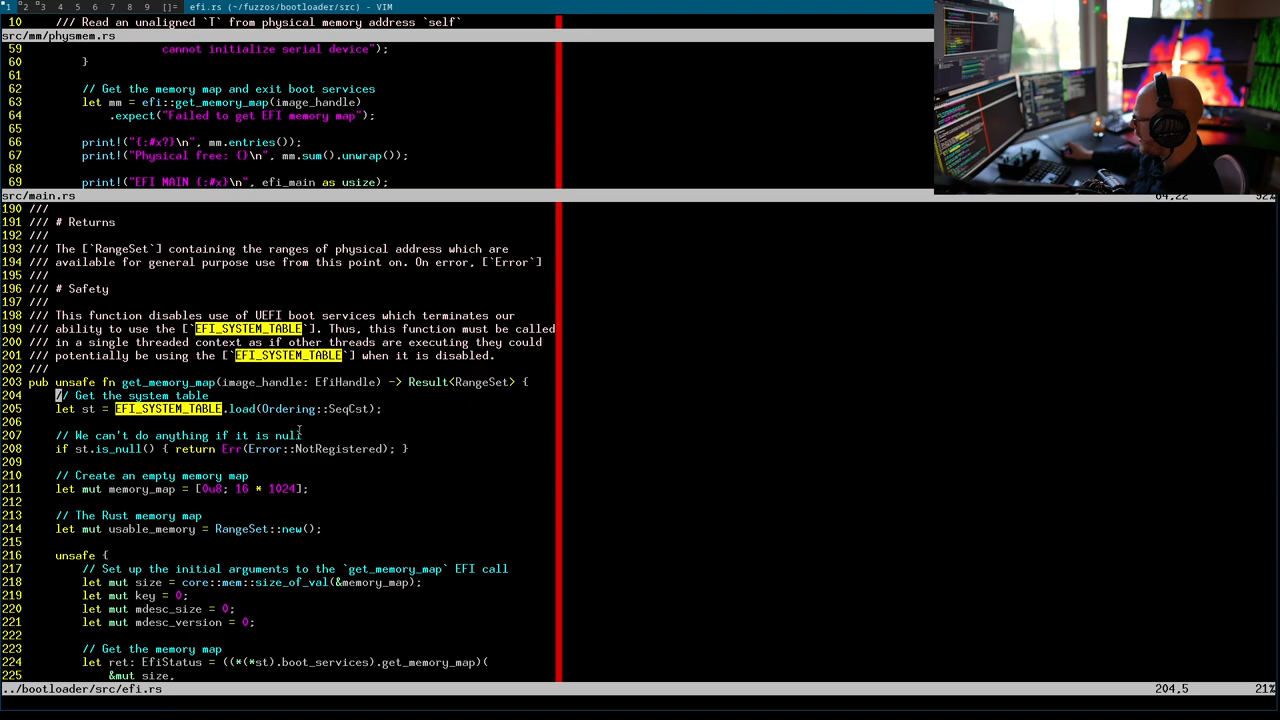 1 2 3 4 5 6 7 8 9 []= efi.rs (~/fuzzos/bootloader/src) - VIM
10 /// Read an unaligned `T` from physical memory address `self`
src/mm/physmem.rs
59 cannot initialize serial device");
60 }
61
62 // Get the memory map and exit boot services
63 let mm = efi::get_memory_map(image_handle)
64 .expect("Failed to get EFI memory map");
65
66 print!("{:#x?}\n", mm.entries());
67 print!("Physical free: {}\n", mm.sum().unwrap());
68
69 print!("EFI MAIN {:#x}\n", efi_main as usize);
src/main.rs 64,22 92%
190 ///
191 /// # Returns
192 ///
193 /// The [`RangeSet`] containing the ranges of physical address which are
194 /// available for general purpose use from this point on. On error, [`Error`]
195 ///
196 /// # Safety
197 ///
198 /// This function disables use of UEFI boot services which terminates our
199 /// ability to use the [`EFI_SYSTEM_TABLE`]. Thus, this function must be called
200 /// in a single threaded context as if other threads are executing they could
201 /// potentially be using the [`EFI_SYSTEM_TABLE`] when it is disabled.
202 ///
203 pub unsafe fn get_memory_map(image_handle: EfiHandle) -> Result<RangeSet> {
204 // Get the system table
205 let st = EFI_SYSTEM_TABLE.load(Ordering::SeqCst);
206
207 // We can't do anything if it is null
208 if st.is_null() { return Err(Error::NotRegistered); }
209
210 // Create an empty memory map
211 let mut memory_map = [0u8; 16 * 1024];
212
213 // The Rust memory map
214 let mut usable_memory = RangeSet::new();
215
216 unsafe {
217 // Set up the initial arguments to the `get_memory_map` EFI call
218 let mut size = core::mem::size_of_val(&memory_map);
219 let mut key = 0;
220 let mut mdesc_size = 0;
221 let mut mdesc_version = 0;
222
223 // Get the memory map
224 let ret: EfiStatus = ((*(*st).boot_services).get_memory_map)(
225 &mut size,
../bootloader/src/efi.rs 204,5 21%